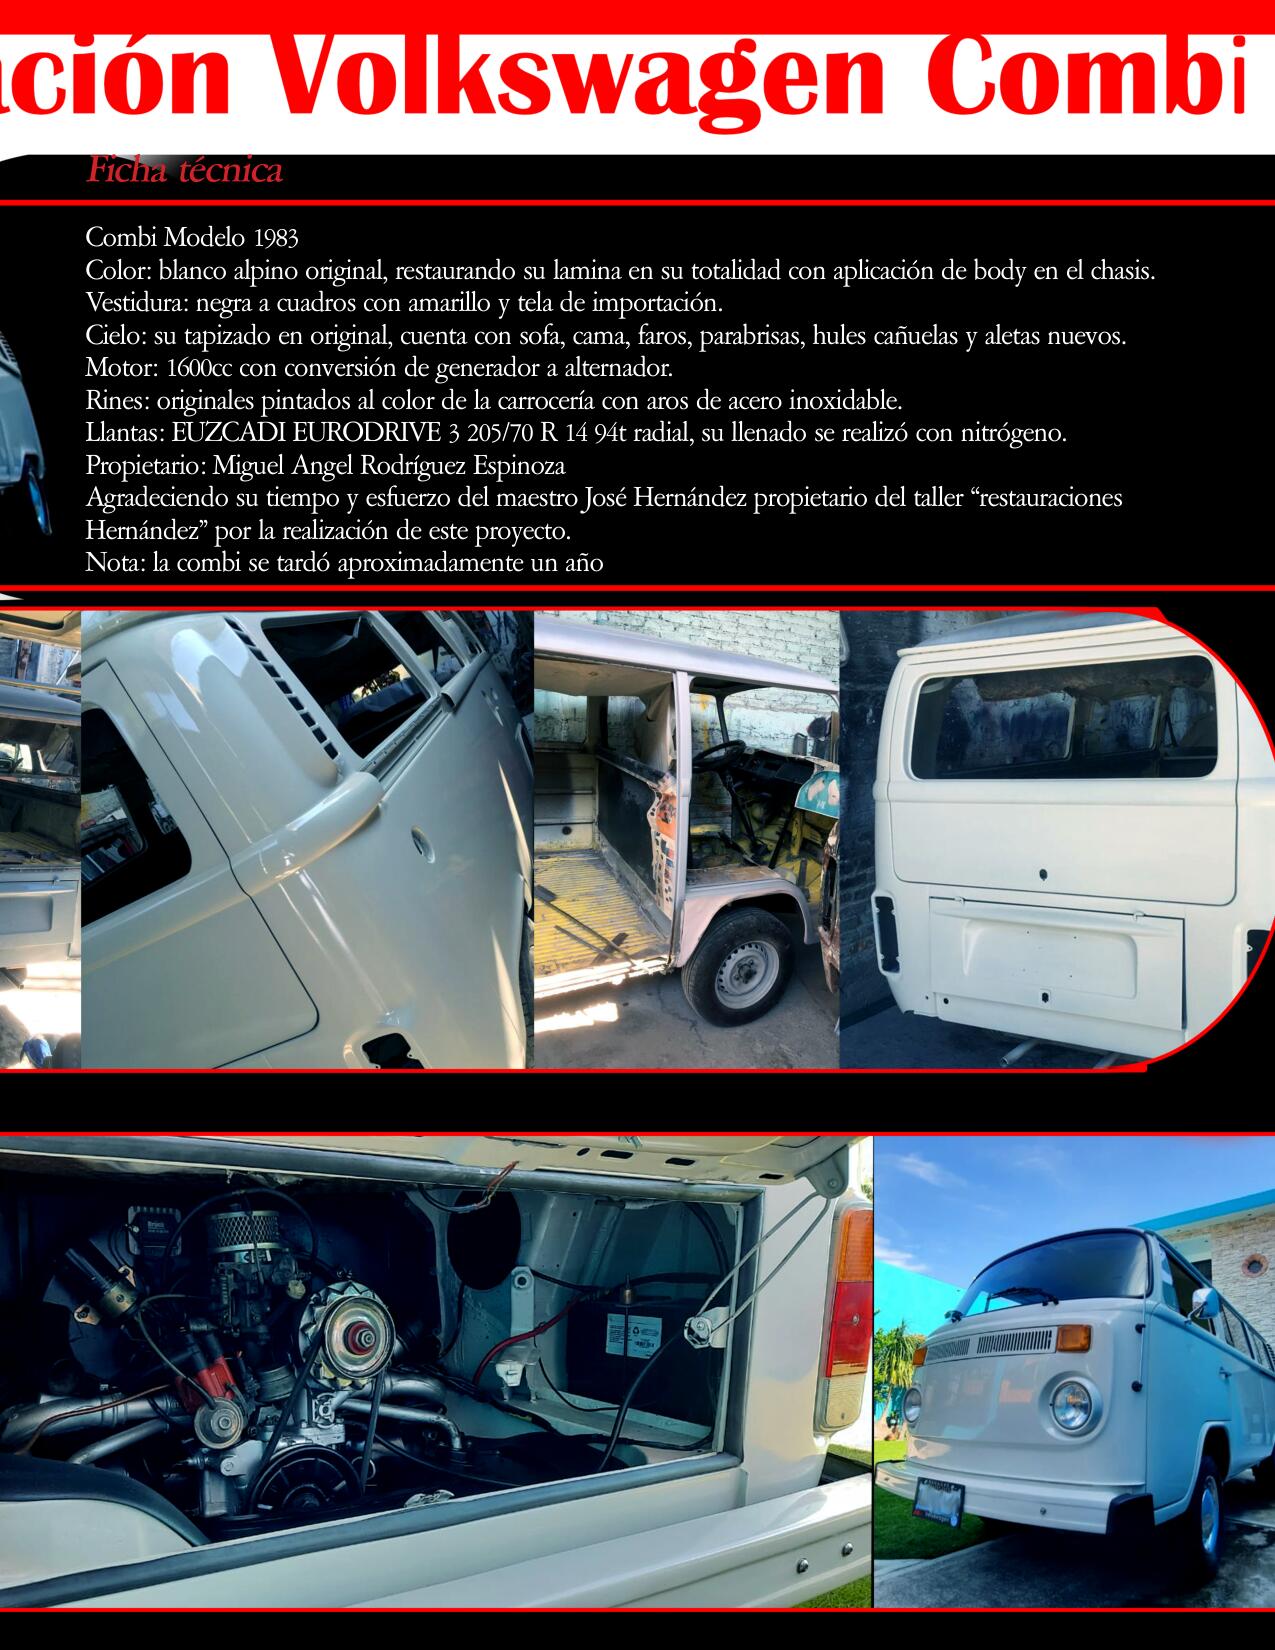 ación Volkswagen Combi
Ficha técnica
Combi Modelo 1983
Color: blanco alpino original, restaurando su lamina en su totalidad con aplicación de body en el chasis.
Vestidura: negra a cuadros con amarillo y tela de importación.
Cielo: su tapizado en original, cuenta con sofa, cama, faros, parabrisas, hules cañuelas y aletas nuevos.
Motor: 1600cc con conversión de generador a alternador.
Rines: originales pintados al color de la carrocería con aros de acero inoxidable.
Llantas: EUZCADI EURODRIVE 3 205/70 R 14 94t radial, su llenado se realizó con nitrógeno.
Propietario: Miguel Angel Rodríguez Espinoza
Agradeciendo su tiempo y esfuerzo del maestro José Hernández propietario del taller “restauraciones
Hernández” por la realización de este proyecto.
Nota: la combi se tardó aproximadamente un año